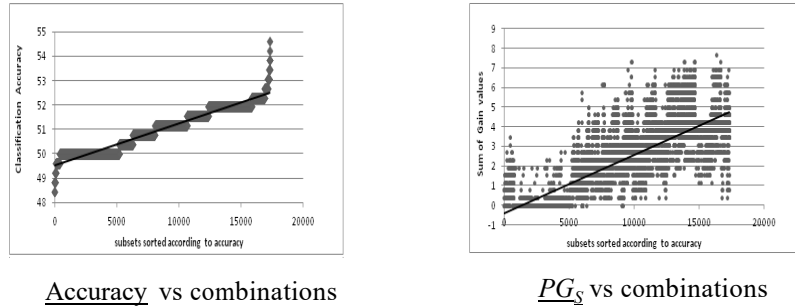 Classification Accuracy
55
54
53
52
51
50
49
48
0 5000 10000 15000 20000
subsets sorted according to accuracy
Accuracy vs combinations
Sum of Gain values
9
8
7
6
5
4
3
2
1
0
-1
0 5000 10000 15000 20000
subsets sorted according to accuracy
PGS vs combinations